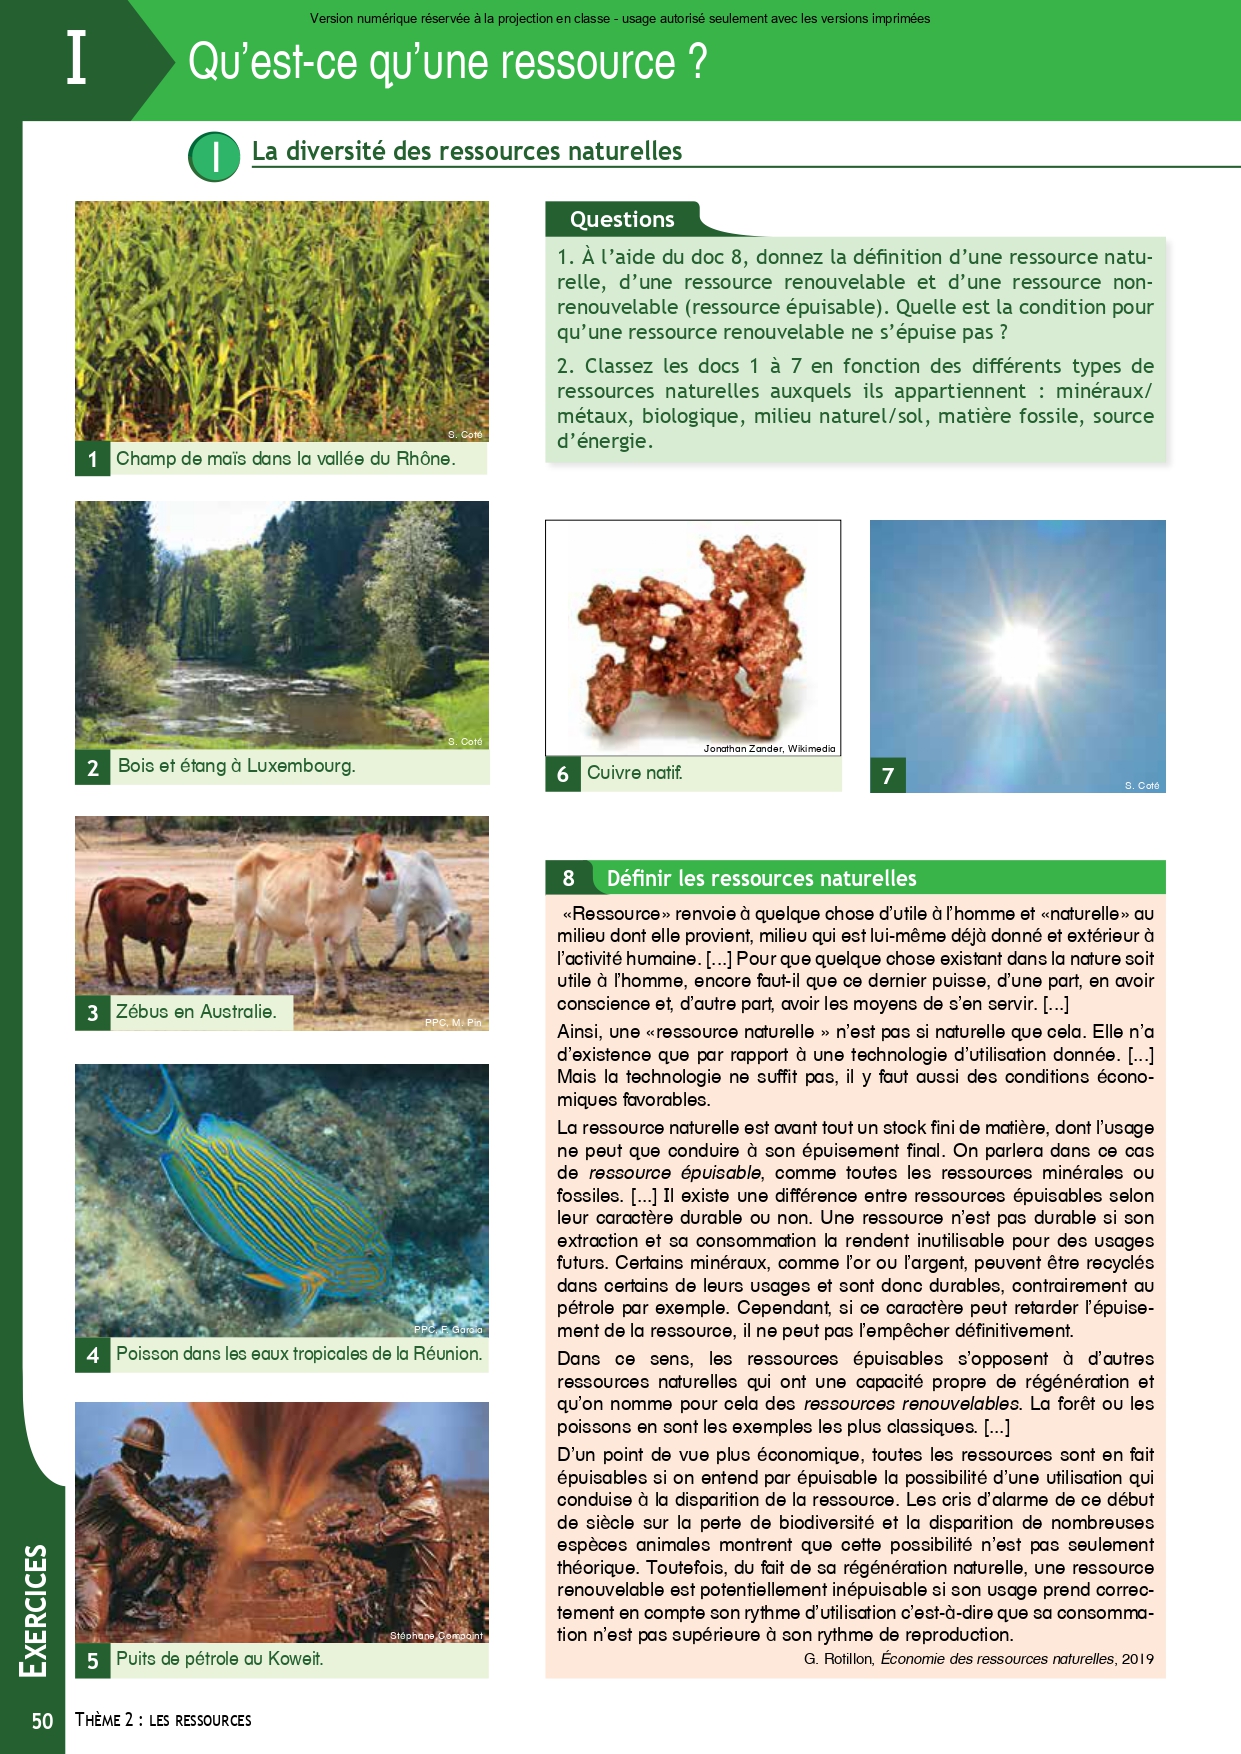 Version numérique réservée à la projection en classe - usage autorisé seulement avec les versions imprimées
I
Qu'est-ce qu'une ressource ?
1
La diversité des ressources naturelles
S. Coté
1 Champ de maïs dans la vallée du Rhône.
S. Coté
2 Bois et étang à Luxembourg.
3 Zébus en Australie.
PPC, M. Pin
PPC, F. Garcia
4 Poisson dans les eaux tropicales de la Réunion.
Stéphane Compoint
5 Puits de pétrole au Koweit.
Questions
1. À l'aide du doc 8, donnez la définition d'une ressource natu-
relle, d'une ressource renouvelable et d'une ressource non-
renouvelable (ressource épuisable). Quelle est la condition pour
qu'une ressource renouvelable ne s'épuise pas ?
2. Classez les docs 1 à 7 en fonction des différents types de
ressources naturelles auxquels ils appartiennent : minéraux/
métaux, biologique, milieu naturel/sol, matière fossile, source
d'énergie.
Jonathan Zander, Wikimedia
6 Cuivre natif.
7
S. Coté
8 Définir les ressources naturelles
«Ressource» renvoie à quelque chose d'utile à l'homme et «naturelle» au
milieu dont elle provient, milieu qui est lui-même déjà donné et extérieur à
l'activité humaine. [...] Pour que quelque chose existant dans la nature soit
utile à l'homme, encore faut-il que ce dernier puisse, d'une part, en avoir
conscience et, d'autre part, avoir les moyens de s'en servir. [...]
Ainsi, une «ressource naturelle » n'est pas si naturelle que cela. Elle n'a
d'existence que par rapport à une technologie d'utilisation donnée. [...]
Mais la technologie ne suffit pas, il y faut aussi des conditions écono-
miques favorables.
La ressource naturelle est avant tout un stock fini de matière, dont l'usage
ne peut que conduire à son épuisement final. On parlera dans ce cas
de ressource épuisable, comme toutes les ressources minérales ou
fossiles. [...] Il existe une différence entre ressources épuisables selon
leur caractère durable ou non. Une ressource n'est pas durable si son
extraction et sa consommation la rendent inutilisable pour des usages
futurs. Certains minéraux, comme l'or ou l'argent, peuvent être recyclés
dans certains de leurs usages et sont donc durables, contrairement au
pétrole par exemple. Cependant, si ce caractère peut retarder l'épuise-
ment de la ressource, il ne peut pas l'empêcher définitivement.
Dans ce sens, les ressources épuisables s'opposent à d'autres
ressources naturelles qui ont une capacité propre de régénération et
qu'on nomme pour cela des ressources renouvelables. La forêt ou les
poissons en sont les exemples les plus classiques. [...]
D'un point de vue plus économique, toutes les ressources sont en fait
épuisables si on entend par épuisable la possibilité d'une utilisation qui
conduise à la disparition de la ressource. Les cris d'alarme de ce début
de siècle sur la perte de biodiversité et la disparition de nombreuses
espèces animales montrent que cette possibilité n'est pas seulement
théorique. Toutefois, du fait de sa régénération naturelle, une ressource
renouvelable est potentiellement inépuisable si son usage prend correc-
tement en compte son rythme d'utilisation c'est-à-dire que sa consomma-
tion n'est pas supérieure à son rythme de reproduction.
G. Rotillon, Économie des ressources naturelles, 2019
EXERCICES
50 THÈME 2 : LES RESSOURCES